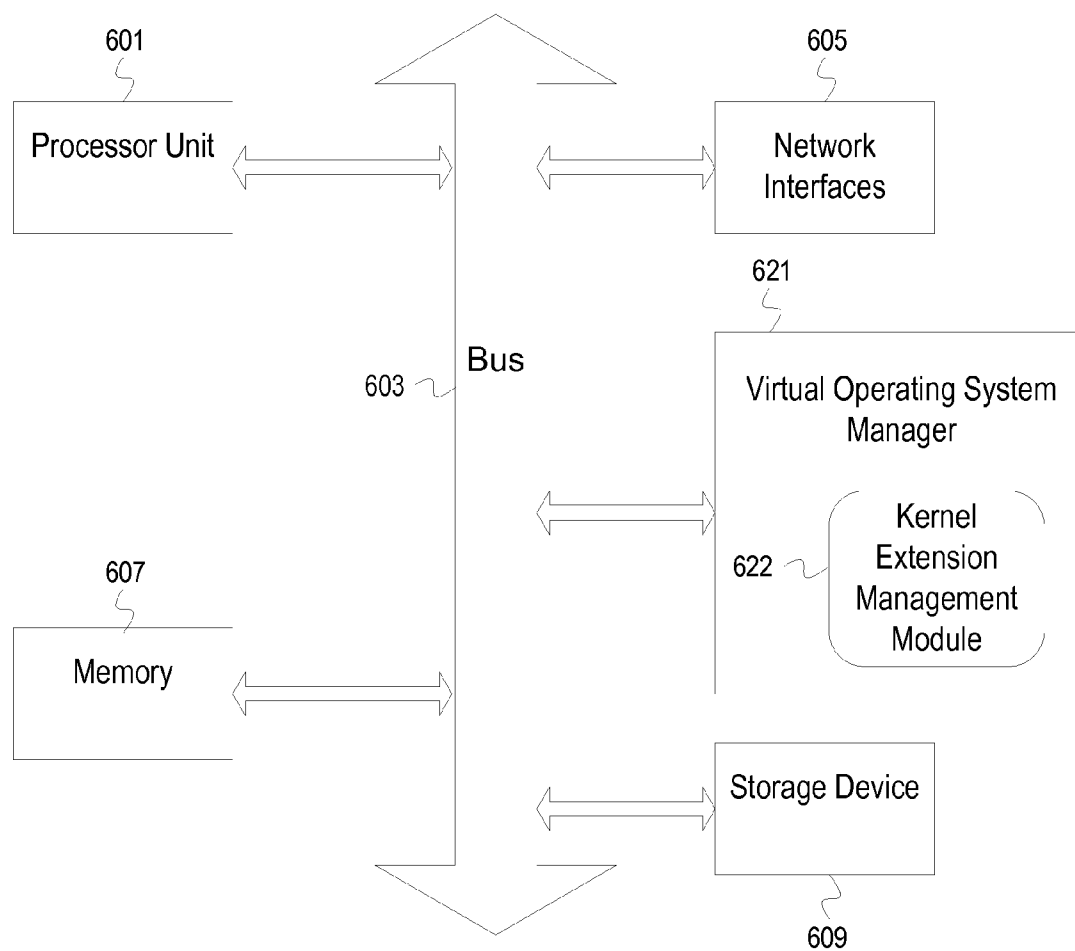 601
Processor Unit
605
Network
Interfaces
603
Bus
621
Virtual Operating System
Manager
622
Kernel
Extension
Management
Module
607
Memory
Storage Device
609